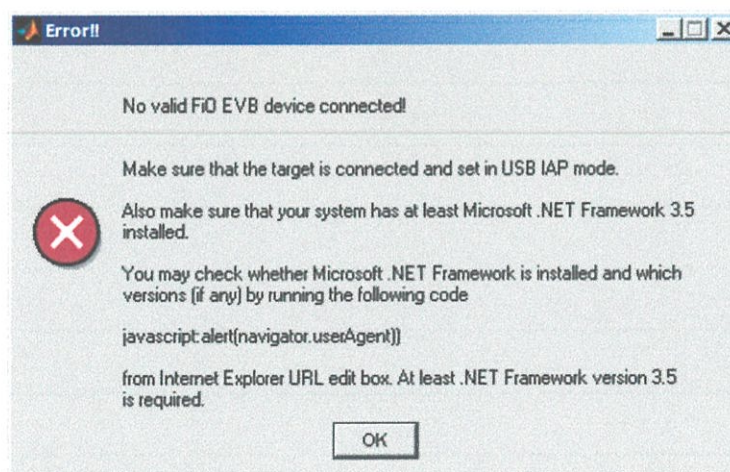 Error!!
No valid FiO EVB device connected!
Make sure that the target is connected and set in USB IAP mode.
Also make sure that your system has at least Microsoft .NET Framework 3.5
installed.
You may check whether Microsoft .NET Framework is installed and which
versions (if any) by running the following code
javascript:alert(navigator.userAgent))
from Internet Explorer URL edit box. At least .NET Framework version 3.5
is required.
OK